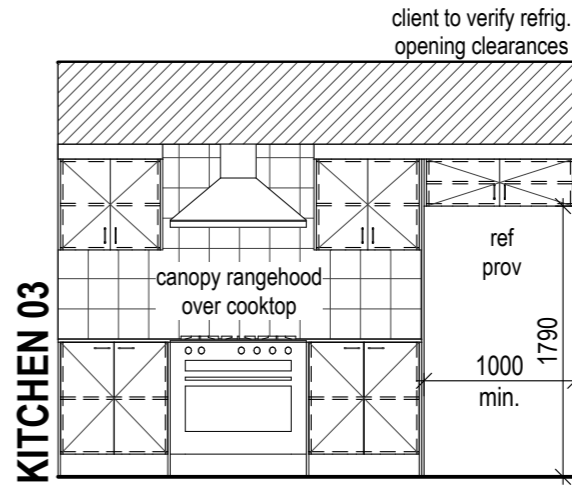 client to verify refrig.
opening clearances
ref
prov
canopy rangehood
over cooktop
1790
1000
min.
KITCHEN 03